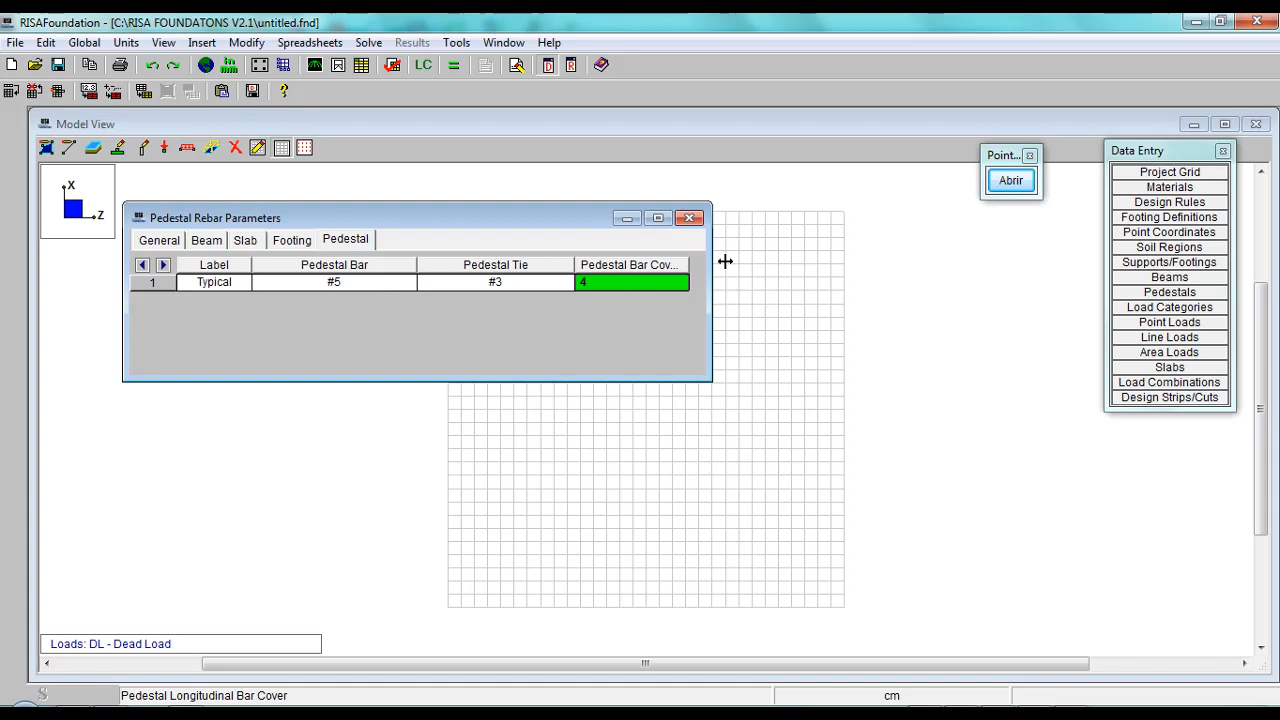 RISAFoundation - [C:\RISA FOUNDATONS V2.1\untitled.fnd]
File Edit Global Units View Insert Modify Spreadsheets Solve Results Tools Window Help
LC
D
R
Model View
X
Z
Point...
Abrir
Data Entry
Project Grid
Materials
Design Rules
Footing Definitions
Point Coordinates
Soil Regions
Supports/Footings
Beams
Pedestals
Load Categories
Point Loads
Line Loads
Area Loads
Slabs
Load Combinations
Design Strips/Cuts
Pedestal Rebar Parameters
General Beam Slab Footing Pedestal
Label Pedestal Bar Pedestal Tie Pedestal Bar Cov...
1 Typical #5 #3 4
Loads: DL - Dead Load
S Pedestal Longitudinal Bar Cover cm